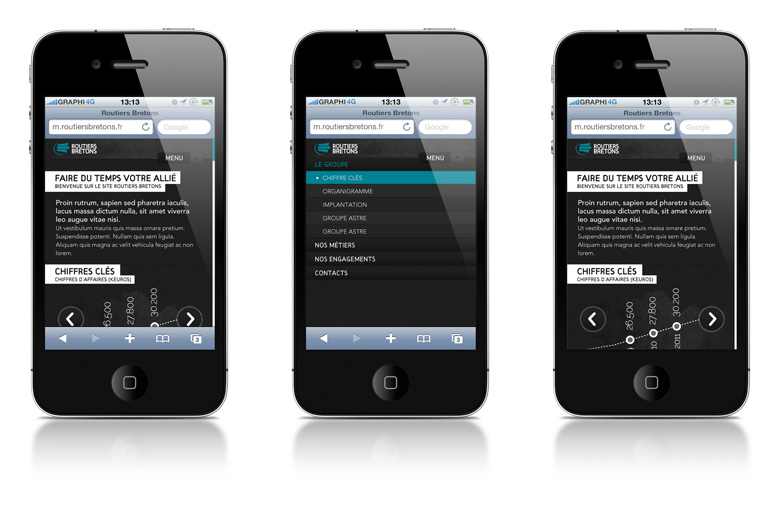 GRAPHI4G 13:13
Routiers Bretons
m.routiersbretons.fr Google
ROUTIERS
BRETONS
MENU
FAIRE DU TEMPS VOTRE ALLIÉ
BIENVENUE SUR LE SITE ROUTIERS BRETONS
Proin rutrum, sapien sed pharetra iaculis,
lacus massa dictum nulla, sit amet viverra
leo augue vitae nisi.
Ut vestibulum mauris quis massa ornare pretium.
Suspendisse potenti. Nullam quis sem ligula.
Aliquam quis magna ac velit vehicula feugiat ac non
lorem.
CHIFFRES CLÉS
CHIFFRES D'AFFAIRES (KEUROS)
26.500
27.800
30.200
3
GRAPHI4G 13:13
Routiers Bretons
m.routiersbretons.fr Google
ROUTIERS
BRETONS
MENU
LE GROUPE
CHIFFRE CLÉS
ORGANIGRAMME
IMPLANTATION
GROUPE ASTRE
GROUPE ASTRE
NOS MÉTIERS
NOS ENGAGEMENTS
CONTACTS
3
GRAPHI4G 13:13
Routiers Bretons
m.routiersbretons.fr Google
ROUTIERS
BRETONS
MENU
FAIRE DU TEMPS VOTRE ALLIÉ
BIENVENUE SUR LE SITE ROUTIERS BRETONS
Proin rutrum, sapien sed pharetra iaculis,
lacus massa dictum nulla, sit amet viverra
leo augue vitae nisi.
Ut vestibulum mauris quis massa ornare pretium.
Suspendisse potenti. Nullam quis sem ligula.
Aliquam quis magna ac velit vehicula feugiat ac non
lorem.
CHIFFRES CLÉS
CHIFFRES D'AFFAIRES (KEUROS)
26.500
27.800
30.200
2011